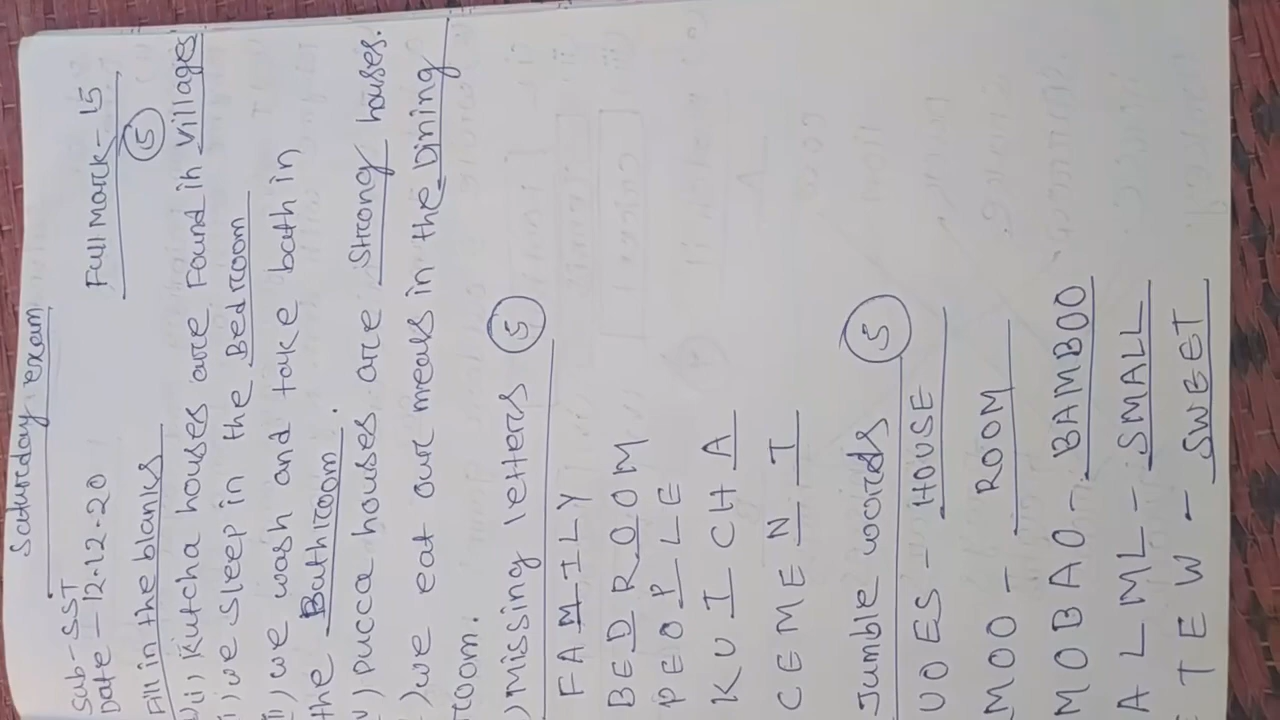 Saturday exam
Sub-SST
Full Mark-15
Date-12.12.20
Fill in the blanks 5
i) Kutcha houses are Found in villages
i) we sleep in the Bedroom
i) we wash and take bath in
the Bathroom.
v) pucca houses are Strong houses.
) we eat our meals in the Dining
room.
) Missing letters 5
FAMILY
BEDROOM
PEOPLE
KUTCHA
CEMENT
Jumble words 5
UOES - HOUSE
MOO - ROOM
MOBAO - BAMBOO
ALML - SMALL
TEW - SWEET